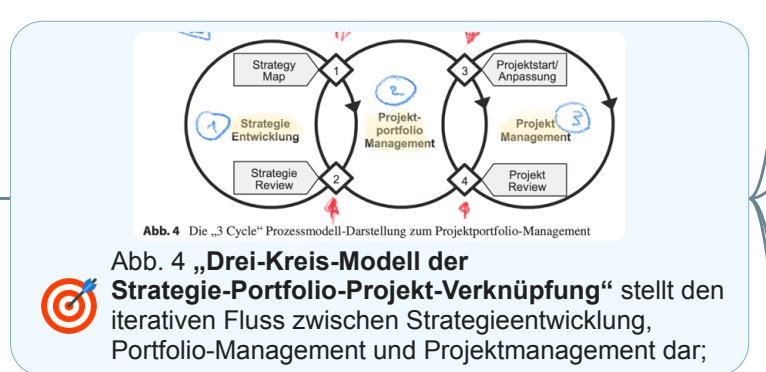 Strategy
Map
1
3
Projektstart/
Anpassung
1
Strategie
Entwicklung
2.
Projekt-
portfolio
Management
Projekt
Management
3
Strategie
Review
2
4
Projekt
Review
Abb. 4 Die „3 Cycle“ Prozessmodell-Darstellung zum Projektportfolio-Management
Abb. 4 „Drei-Kreis-Modell der
Strategie-Portfolio-Projekt-Verknüpfung“ stellt den
iterativen Fluss zwischen Strategieentwicklung,
Portfolio-Management und Projektmanagement dar;